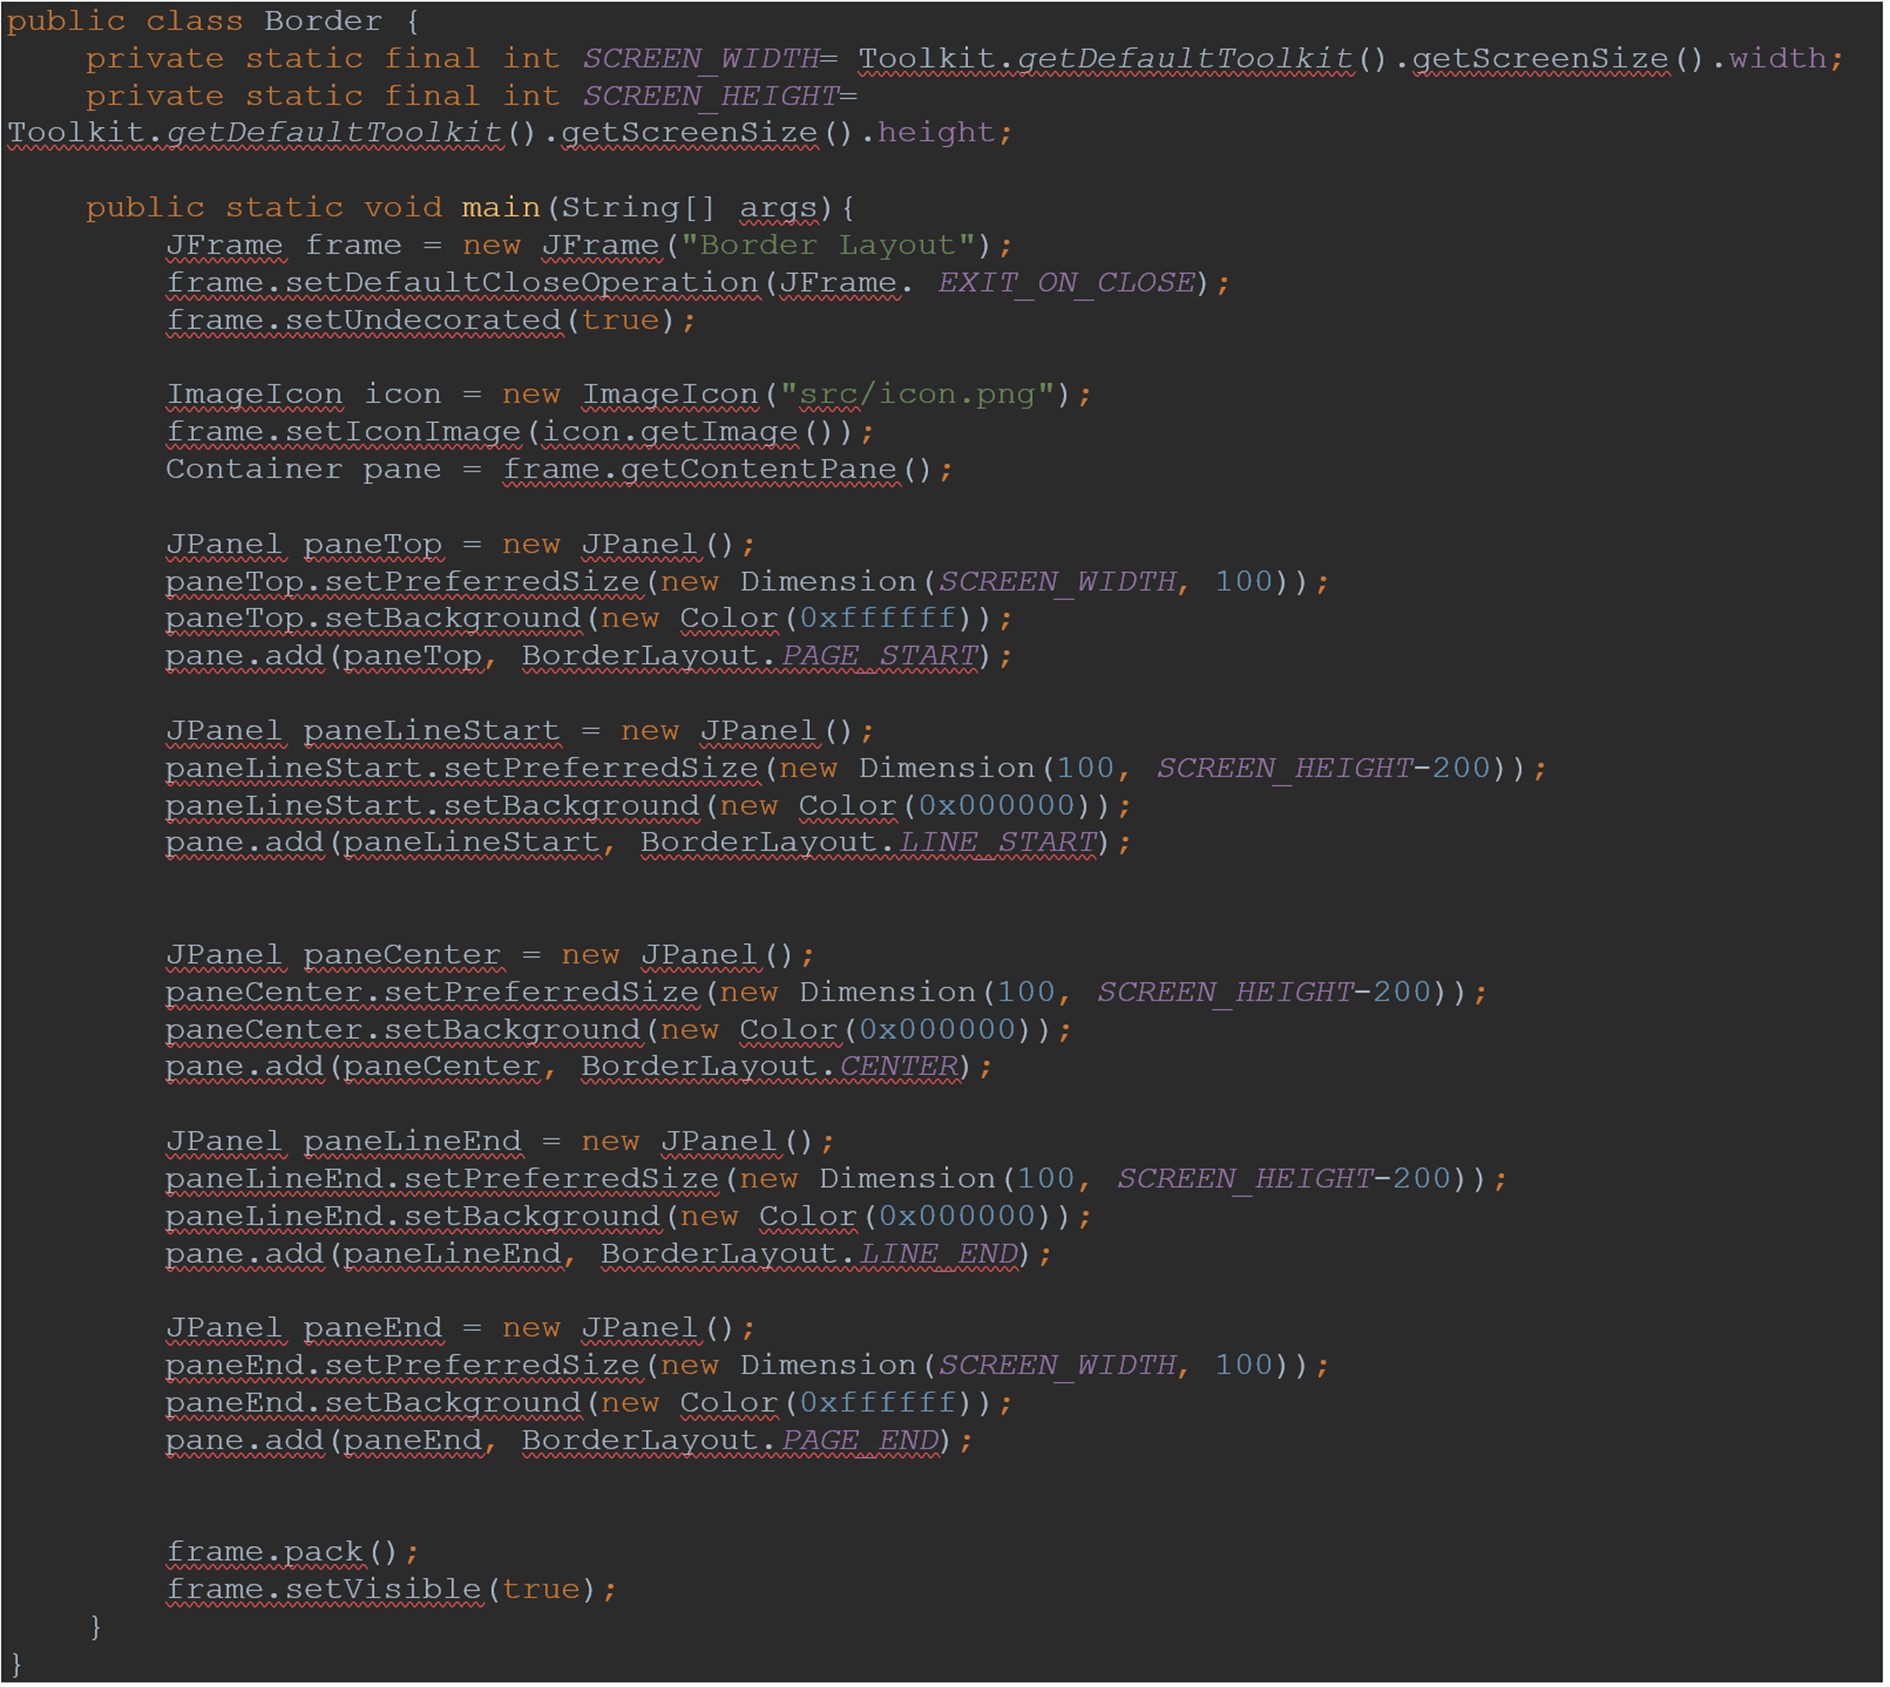 public class Border {
    private static final int SCREEN_WIDTH= Toolkit.getDefaultToolkit().getScreenSize().width;
    private static final int SCREEN_HEIGHT=
Toolkit.getDefaultToolkit().getScreenSize().height;

    public static void main(String[] args){
        JFrame frame = new JFrame("Border Layout");
        frame.setDefaultCloseOperation(JFrame. EXIT_ON_CLOSE);
        frame.setUndecorated(true);

        ImageIcon icon = new ImageIcon("src/icon.png");
        frame.setIconImage(icon.getImage());
        Container pane = frame.getContentPane();

        JPanel paneTop = new JPanel();
        paneTop.setPreferredSize(new Dimension(SCREEN_WIDTH, 100));
        paneTop.setBackground(new Color(0xffffff));
        pane.add(paneTop, BorderLayout.PAGE_START);

        JPanel paneLineStart = new JPanel();
        paneLineStart.setPreferredSize(new Dimension(100, SCREEN_HEIGHT-200));
        paneLineStart.setBackground(new Color(0x000000));
        pane.add(paneLineStart, BorderLayout.LINE_START);


        JPanel paneCenter = new JPanel();
        paneCenter.setPreferredSize(new Dimension(100, SCREEN_HEIGHT-200));
        paneCenter.setBackground(new Color(0x000000));
        pane.add(paneCenter, BorderLayout.CENTER);

        JPanel paneLineEnd = new JPanel();
        paneLineEnd.setPreferredSize(new Dimension(100, SCREEN_HEIGHT-200));
        paneLineEnd.setBackground(new Color(0x000000));
        pane.add(paneLineEnd, BorderLayout.LINE_END);

        JPanel paneEnd = new JPanel();
        paneEnd.setPreferredSize(new Dimension(SCREEN_WIDTH, 100));
        paneEnd.setBackground(new Color(0xffffff));
        pane.add(paneEnd, BorderLayout.PAGE_END);


        frame.pack();
        frame.setVisible(true);
    }
}